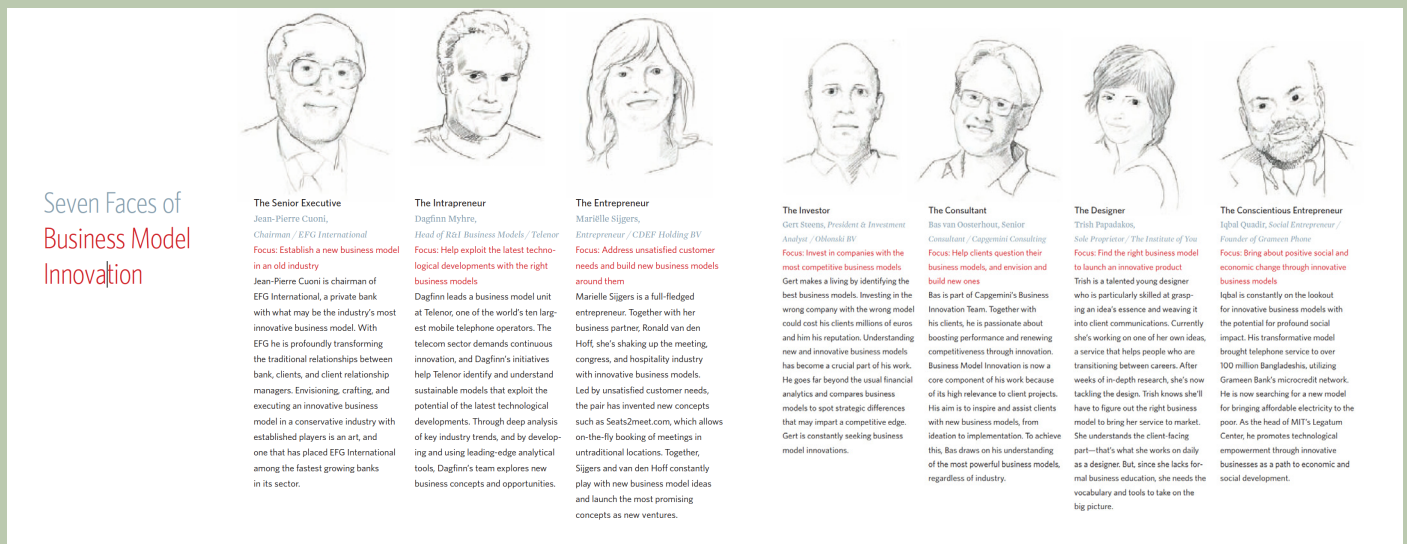 Seven Faces of
Business Model
Innovation
The Senior Executive
Jean-Pierre Cuoni,
Chairman / EFG International
Focus: Establish a new business model
in an old industry
Jean-Pierre Cuoni is chairman of
EFG International, a private bank
with what may be the industry's most
innovative business model. With
EFG he is profoundly transforming
the traditional relationships between
bank, clients, and client relationship
managers. Envisioning, crafting, and
executing an innovative business
model in a conservative industry with
established players is an art, and
one that has placed EFG International
among the fastest growing banks
in its sector.
The Intrapreneur
Dagfinn Myhre,
Head of R&I Business Models / Telenor
Focus: Help exploit the latest techno-
logical developments with the right
business models
Dagfinn leads a business model unit
at Telenor, one of the world's ten larg-
est mobile telephone operators. The
telecom sector demands continuous
innovation, and Dagfinn's initiatives
help Telenor identify and understand
sustainable models that exploit the
potential of the latest technological
developments. Through deep analysis
of key industry trends, and by develop-
ing and using leading-edge analytical
tools, Dagfinn's team explores new
business concepts and opportunities.
The Entrepreneur
Mariëlle Sijgers,
Entrepreneur / CDEF Holding BV
Focus: Address unsatisfied customer
needs and build new business models
around them
Marielle Sijgers is a full-fledged
entrepreneur. Together with her
business partner, Ronald van den
Hoff, she's shaking up the meeting,
congress, and hospitality industry
with innovative business models.
Led by unsatisfied customer needs,
the pair has invented new concepts
such as Seats2meet.com, which allows
on-the-fly booking of meetings in
untraditional locations. Together,
Sijgers and van den Hoff constantly
play with new business model ideas
and launch the most promising
concepts as new ventures.
The Investor
Gert Steens, President & Investment
Analyst / Oblonski BV
Focus: Invest in companies with the
most competitive business models
Gert makes a living by identifying the
best business models. Investing in the
wrong company with the wrong model
could cost his clients millions of euros
and him his reputation. Understanding
new and innovative business models
has become a crucial part of his work.
He goes far beyond the usual financial
analytics and compares business
models to spot strategic differences
that may impart a competitive edge.
Gert is constantly seeking business
model innovations.
The Consultant
Bas van Oosterhout, Senior
Consultant / Capgemini Consulting
Focus: Help clients question their
business models, and envision and
build new ones
Bas is part of Capgemini's Business
Innovation Team. Together with
his clients, he is passionate about
boosting performance and renewing
competitiveness through innovation.
Business Model Innovation is now a
core component of his work because
of its high relevance to client projects.
His aim is to inspire and assist clients
with new business models, from
ideation to implementation. To achieve
this, Bas draws on his understanding
of the most powerful business models,
regardless of industry.
The Designer
Trish Papadakos,
Sole Proprietor / The Institute of You
Focus: Find the right business model
to launch an innovative product
Trish is a talented young designer
who is particularly skilled at grasp-
ing an idea's essence and weaving it
into client communications. Currently
she's working on one of her own ideas,
a service that helps people who are
transitioning between careers. After
weeks of in-depth research, she's now
tackling the design. Trish knows she'll
have to figure out the right business
model to bring her service to market.
She understands the client-facing
part—that's what she works on daily
as a designer. But, since she lacks for-
mal business education, she needs the
vocabulary and tools to take on the
big picture.
The Conscientious Entrepreneur
Iqbal Quadir, Social Entrepreneur /
Founder of Grameen Phone
Focus: Bring about positive social and
economic change through innovative
business models
Iqbal is constantly on the lookout
for innovative business models with
the potential for profound social
impact. His transformative model
brought telephone service to over
100 million Bangladeshis, utilizing
Grameen Bank's microcredit network.
He is now searching for a new model
for bringing affordable electricity to the
poor. As the head of MIT's Legatum
Center, he promotes technological
empowerment through innovative
businesses as a path to economic and
social development.